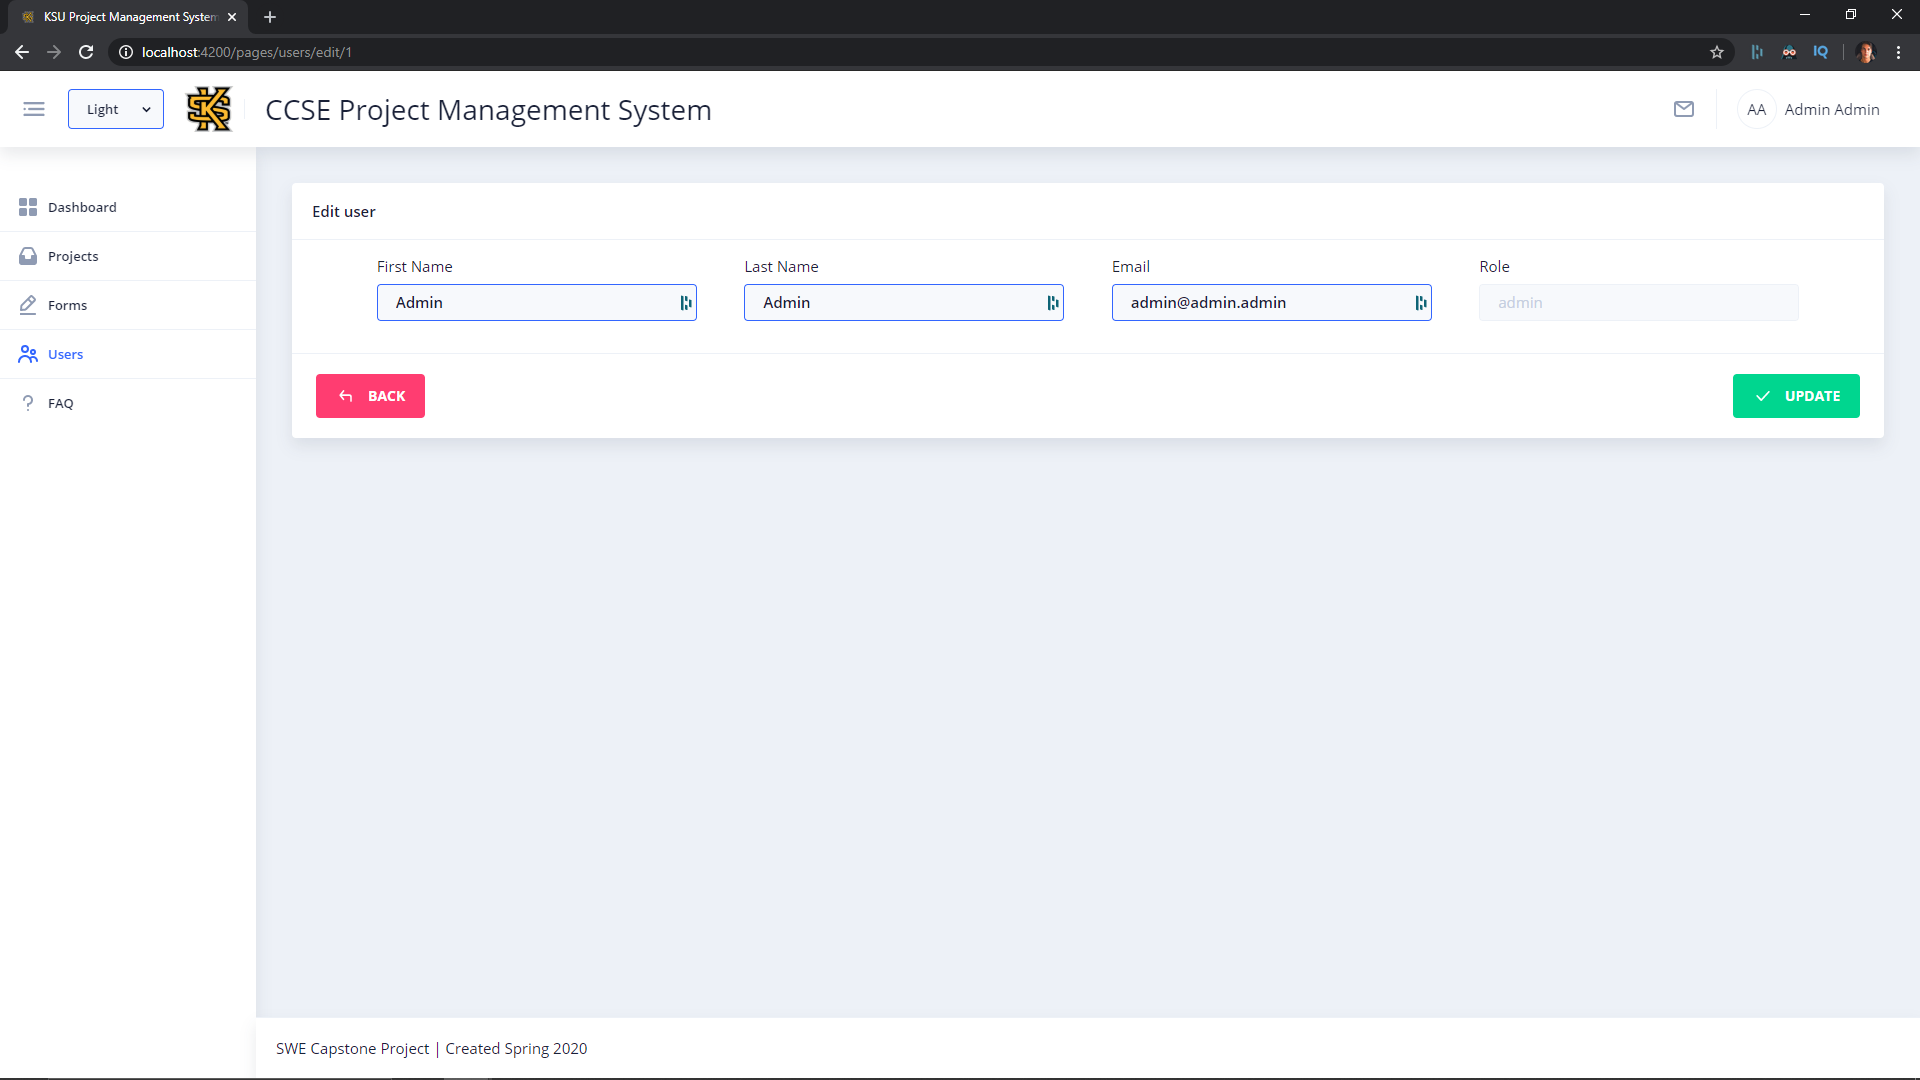 KSU Project Management System
localhost:4200/pages/users/edit/1
IQ
Light
KS
CCSE Project Management System
AA
Admin Admin
Dashboard
Projects
Forms
Users
FAQ
Edit user
First Name
Last Name
Email
Role
Admin
Admin
admin@admin.admin
admin
BACK
UPDATE
SWE Capstone Project | Created Spring 2020